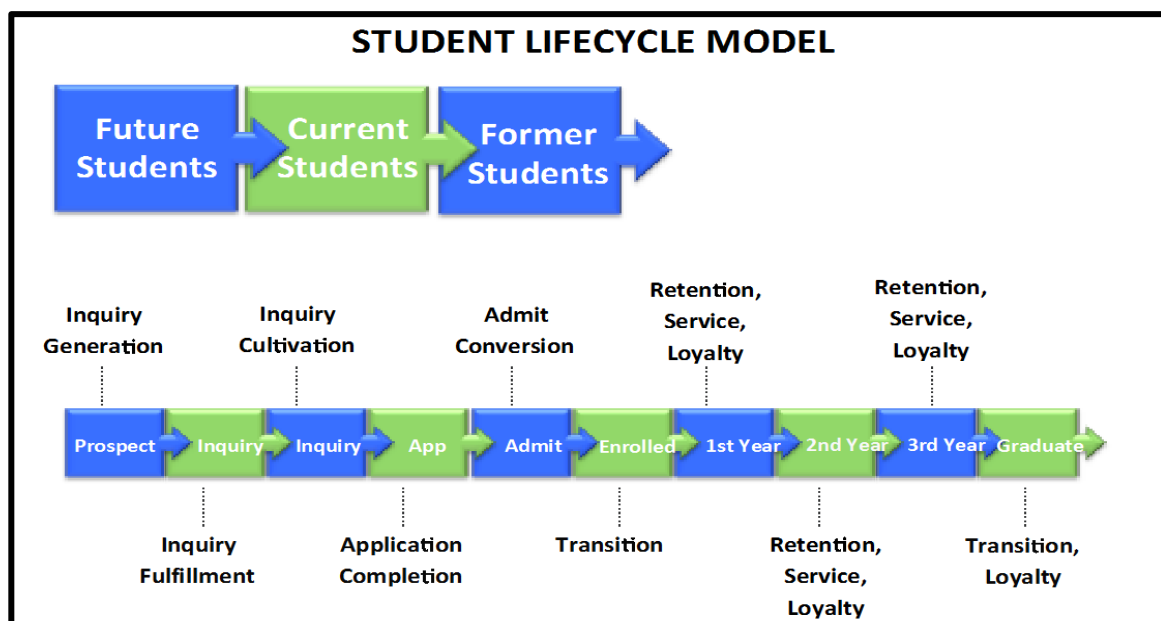 STUDENT LIFECYCLE MODEL
Future
Students
Current
Students
Former
Students
Inquiry
Generation
Inquiry
Cultivation
Admit
Conversion
Retention,
Service,
Loyalty
Retention,
Service,
Loyalty
Prospect
Inquiry
Inquiry
App
Admit
Enrolled
1st Year
2nd Year
3rd Year
Graduate
Inquiry
Fulfillment
Application
Completion
Transition
Retention,
Service,
Loyalty
Transition,
Loyalty